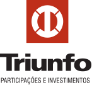 Triunfo
PARTICIPAÇÕES E INVESTIMENTOS